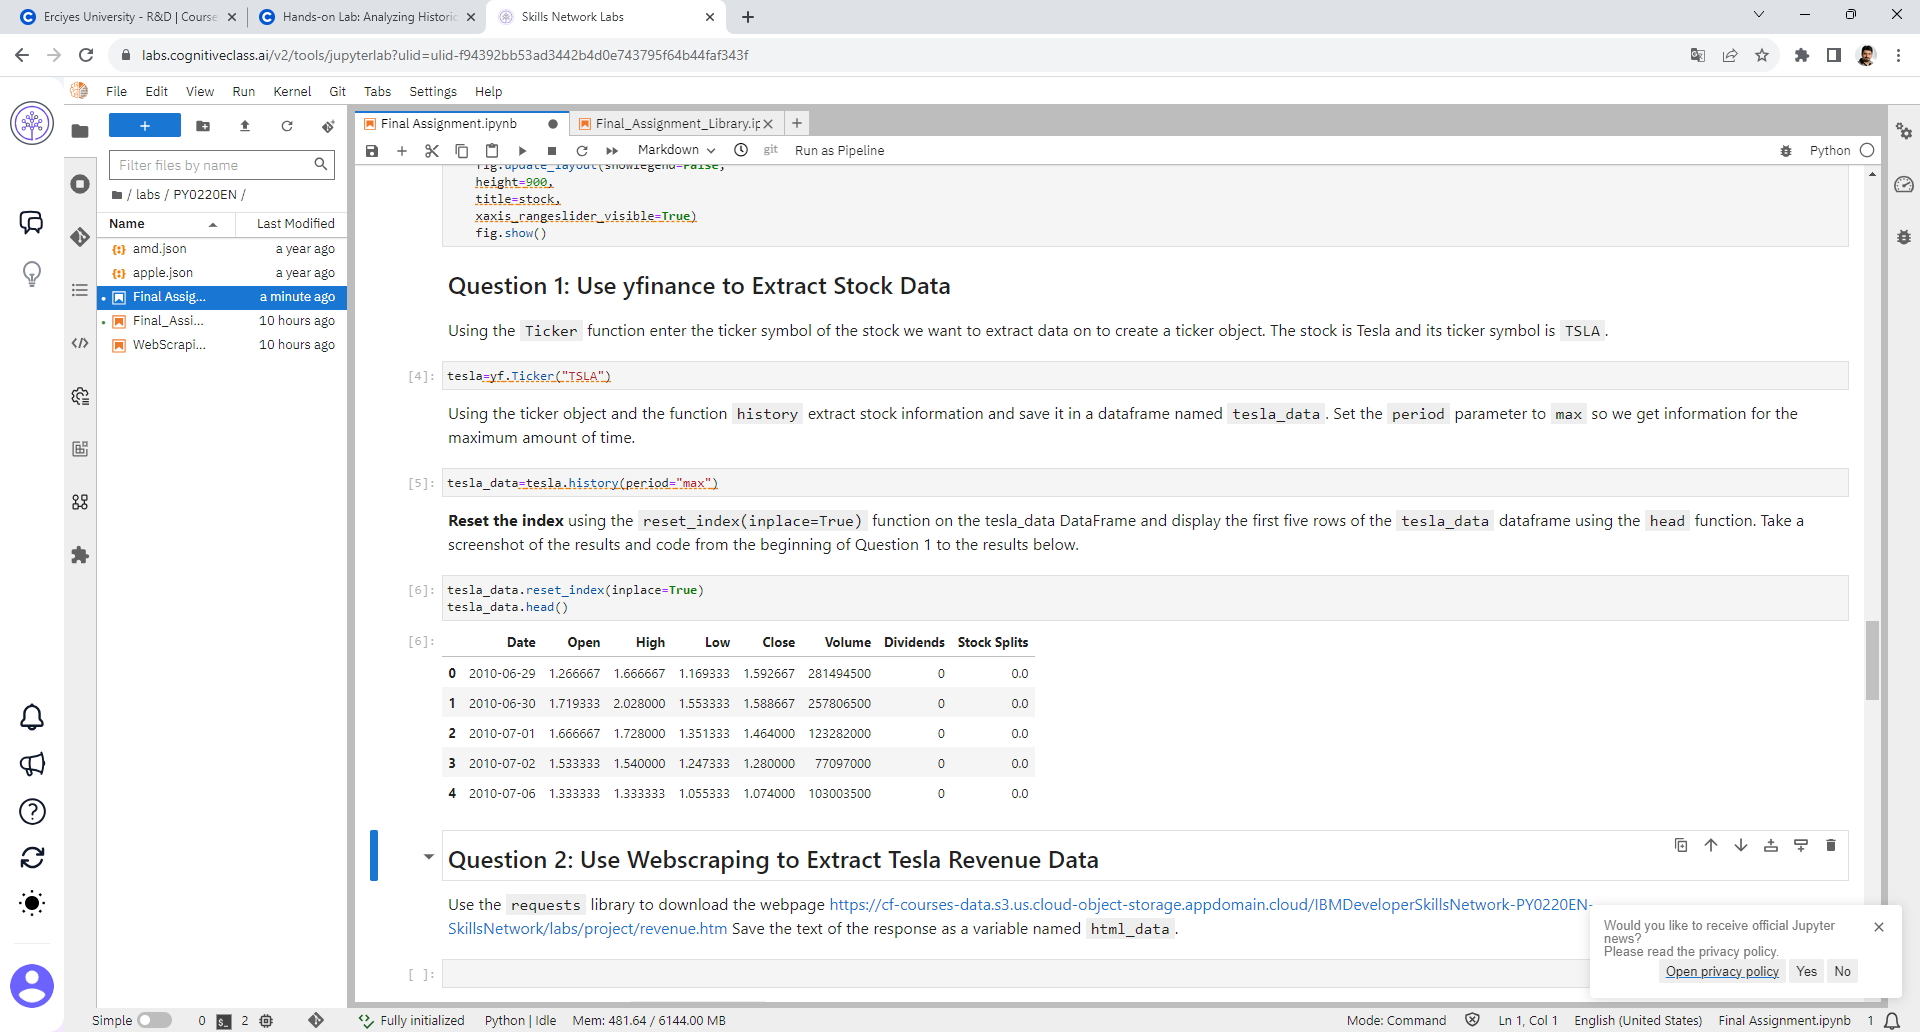 Erciyes University - R&D | Course
Hands-on Lab: Analyzing Historic
Skills Network Labs
labs.cognitiveclass.ai/v2/tools/jupyterlab?ulid=ulid-f94392bb53ad3442b4d0e743795f64b44faf343f
File Edit View Run Kernel Git Tabs Settings Help
Final Assignment.ipynb
Final_Assignment_Library.ip
Filter files by name
Markdown
git
Run as Pipeline
Python
/ labs / PY0220EN /
Name Last Modified
amd.json a year ago
apple.json a year ago
Final Assig... a minute ago
Final_Assi... 10 hours ago
WebScrapi... 10 hours ago
fig.update_layout(showlegend=False,
height=900,
title=stock,
xaxis_rangeslider_visible=True)
fig.show()
Question 1: Use yfinance to Extract Stock Data
Using the Ticker function enter the ticker symbol of the stock we want to extract data on to create a ticker object. The stock is Tesla and its ticker symbol is TSLA.
[4]: tesla=yf.Ticker("TSLA")
Using the ticker object and the function history extract stock information and save it in a dataframe named tesla_data. Set the period parameter to max so we get information for the
maximum amount of time.
[5]: tesla_data=tesla.history(period="max")
Reset the index using the reset_index(inplace=True) function on the tesla_data DataFrame and display the first five rows of the tesla_data dataframe using the head function. Take a
screenshot of the results and code from the beginning of Question 1 to the results below.
[6]: tesla_data.reset_index(inplace=True)
tesla_data.head()
[6]: Date Open High Low Close Volume Dividends Stock Splits
0 2010-06-29 1.266667 1.666667 1.169333 1.592667 281494500 0 0.0
1 2010-06-30 1.719333 2.028000 1.553333 1.588667 257806500 0 0.0
2 2010-07-01 1.666667 1.728000 1.351333 1.464000 123282000 0 0.0
3 2010-07-02 1.533333 1.540000 1.247333 1.280000 77097000 0 0.0
4 2010-07-06 1.333333 1.333333 1.055333 1.074000 103003500 0 0.0
Question 2: Use Webscraping to Extract Tesla Revenue Data
Use the requests library to download the webpage https://cf-courses-data.s3.us.cloud-object-storage.appdomain.cloud/IBMDeveloperSkillsNetwork-PY0220EN-
SkillsNetwork/labs/project/revenue.htm Save the text of the response as a variable named html_data.
[ ]:
Would you like to receive official Jupyter
news?
Please read the privacy policy.
Open privacy policy Yes No
Simple 0 2 Fully initialized Python | Idle Mem: 481.64 / 6144.00 MB Mode: Command Ln 1, Col 1 English (United States) Final Assignment.ipynb 1